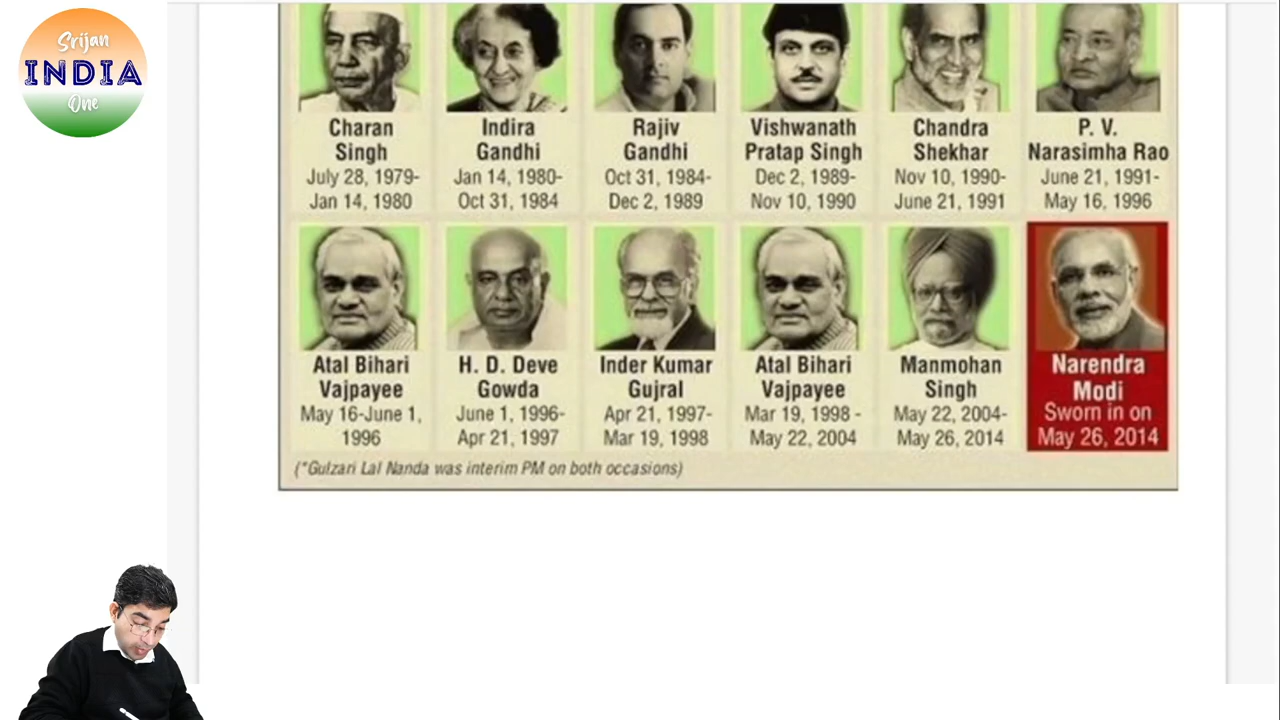 Srijan
INDIA
One
Charan
Singh
July 28, 1979-
Jan 14, 1980
Indira
Gandhi
Jan 14, 1980-
Oct 31, 1984
Rajiv
Gandhi
Oct 31, 1984-
Dec 2, 1989
Vishwanath
Pratap Singh
Dec 2, 1989-
Nov 10, 1990
Chandra
Shekhar
Nov 10, 1990-
June 21, 1991
P. V.
Narasimha Rao
June 21, 1991-
May 16, 1996
Atal Bihari
Vajpayee
May 16-June 1,
1996
H. D. Deve
Gowda
June 1, 1996-
Apr 21, 1997
Inder Kumar
Gujral
Apr 21, 1997-
Mar 19, 1998
Atal Bihari
Vajpayee
Mar 19, 1998 -
May 22, 2004
Manmohan
Singh
May 22, 2004-
May 26, 2014
Narendra
Modi
Sworn in on
May 26, 2014
(*Gulzari Lal Nanda was interim PM on both occasions)